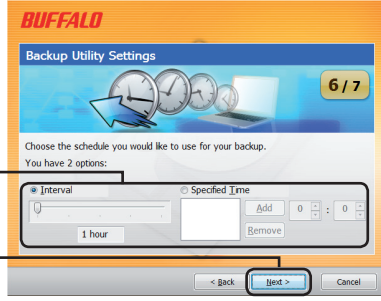 BUFFALO
Backup Utility Settings
6 / 7
Choose the schedule you would like to use for your backup.
You have 2 options:
Interval
Specified Time
1 hour
Add
0 : 0
Remove
< Back
Next >
Cancel